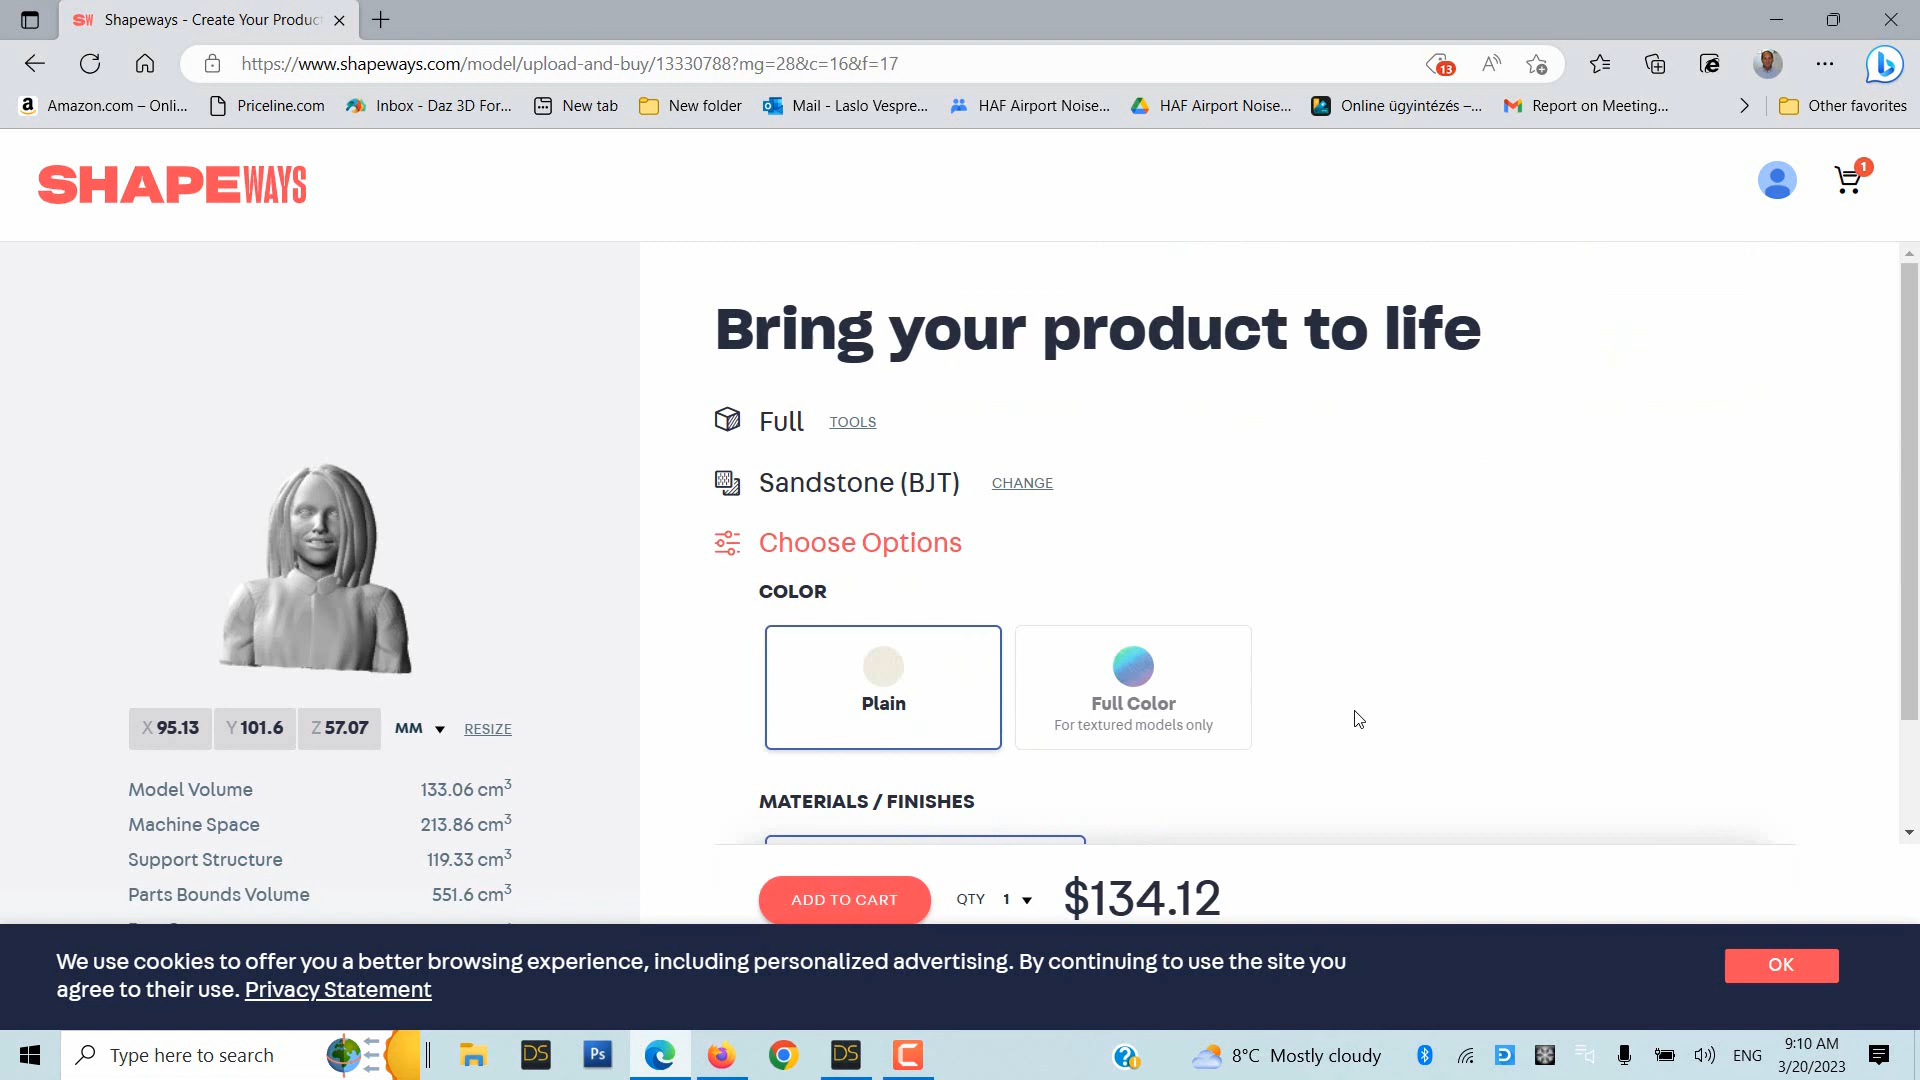 SW Shapeways - Create Your Produc
https://www.shapeways.com/model/upload-and-buy/13330788?mg=28&c=16&f=17
13
Amazon.com – Onli...
Priceline.com
Inbox - Daz 3D For...
New tab
New folder
Mail - Laslo Vespre...
HAF Airport Noise...
HAF Airport Noise...
Online ügyintézés –...
Report on Meeting...
Other favorites
SHAPEWAYS
1
Bring your product to life
Full TOOLS
Sandstone (BJT) CHANGE
Choose Options
COLOR
Plain
Full Color
For textured models only
X 95.13 Y 101.6 Z 57.07 MM RESIZE
Model Volume 133.06 cm3
Machine Space 213.86 cm3
Support Structure 119.33 cm3
Parts Bounds Volume 551.6 cm3
MATERIALS / FINISHES
ADD TO CART QTY 1 $134.12
We use cookies to offer you a better browsing experience, including personalized advertising. By continuing to use the site you
agree to their use. Privacy Statement
OK
Type here to search
DS
Ps
DS
8°C Mostly cloudy
ENG
9:10 AM
3/20/2023